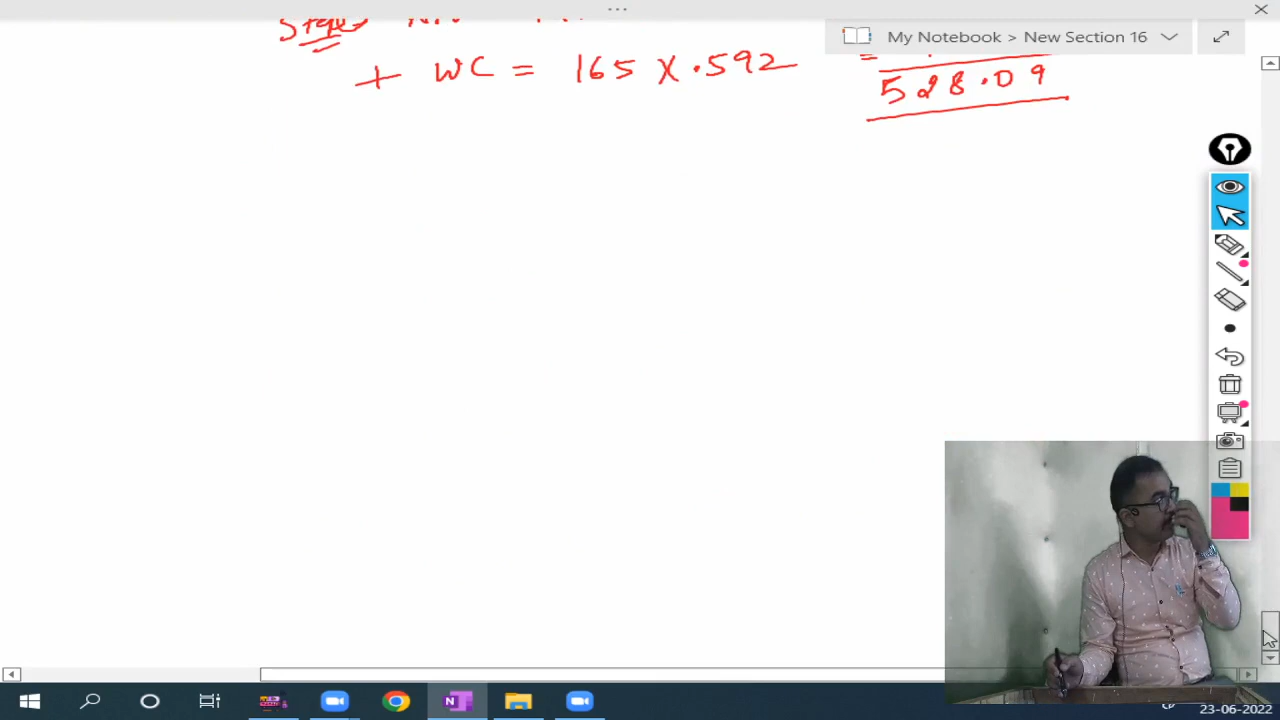 My Notebook > New Section 16
+ WC = 165 X .592 =
528.09
23-06-2022